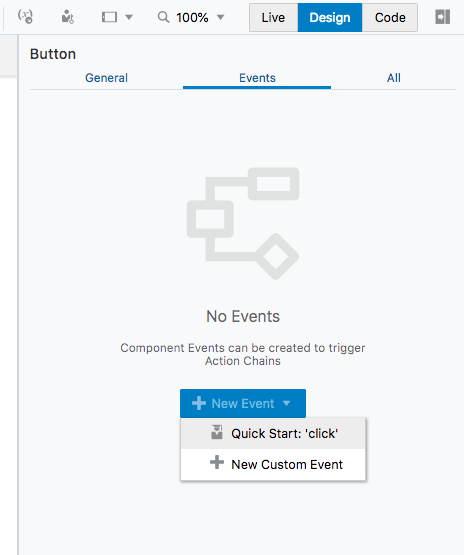 100%
Live
Design
Code
Button
General
Events
All
No Events
Component Events can be created to trigger
Action Chains
New Event
Quick Start: 'click'
New Custom Event